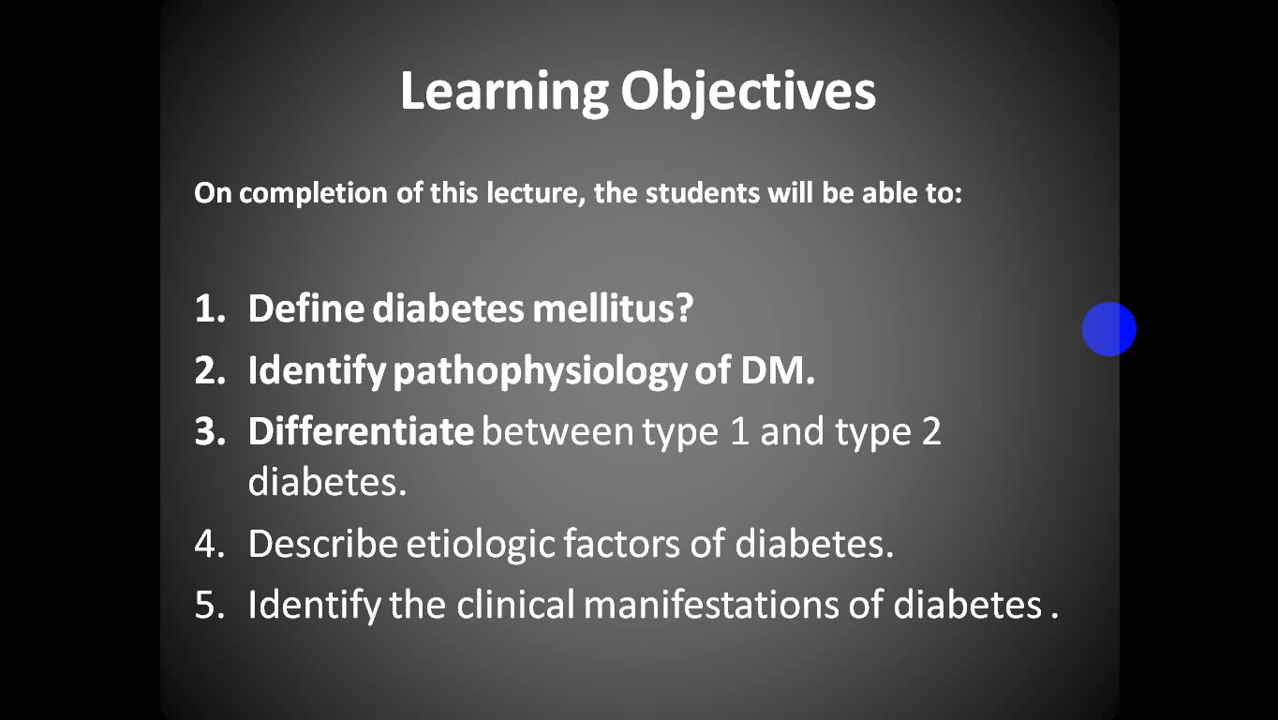 Learning Objectives
On completion of this lecture, the students will be able to:
1. Define diabetes mellitus?
2. Identify pathophysiology of DM.
3. Differentiate between type 1 and type 2
diabetes.
4. Describe etiologic factors of diabetes.
5. Identify the clinical manifestations of diabetes .